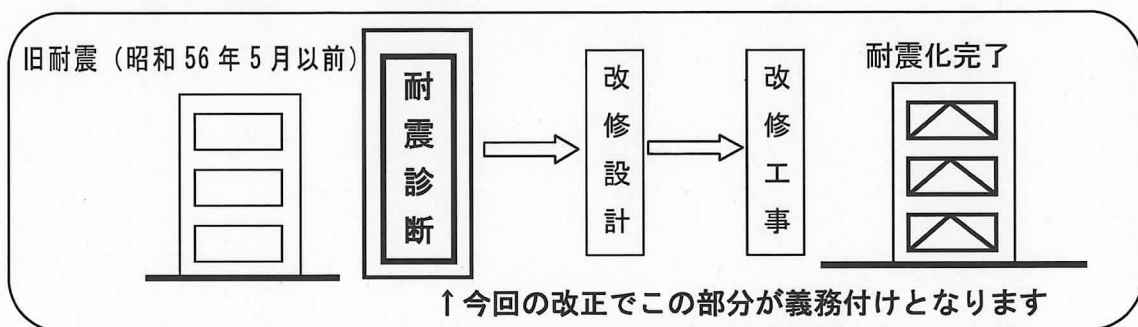 旧耐震（昭和 56 年 5 月以前）
耐震診断
改修設計
改修工事
耐震化完了
↑今回の改正でこの部分が義務付けとなります